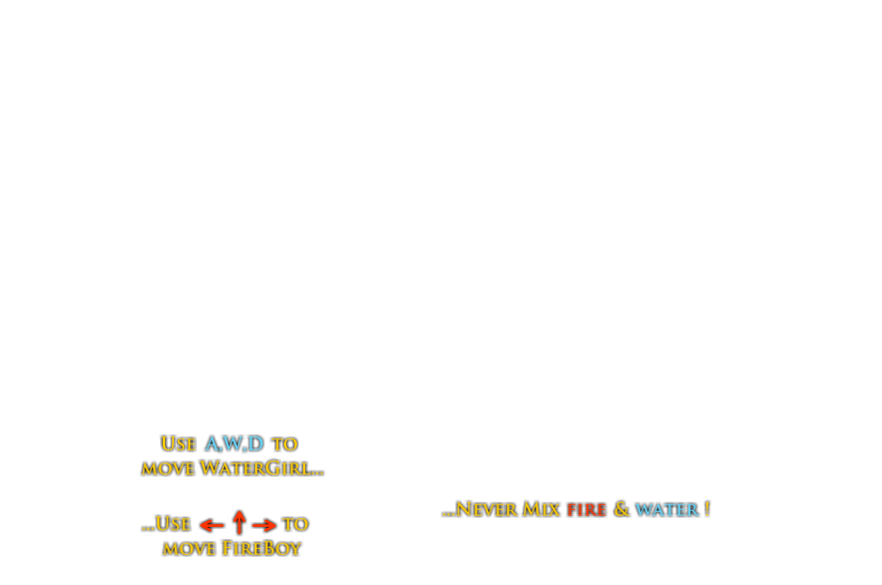 Use A,W,D to
move WaterGirl...
...Use ← ↑ → to
move FireBoy
...Never Mix fire & water !